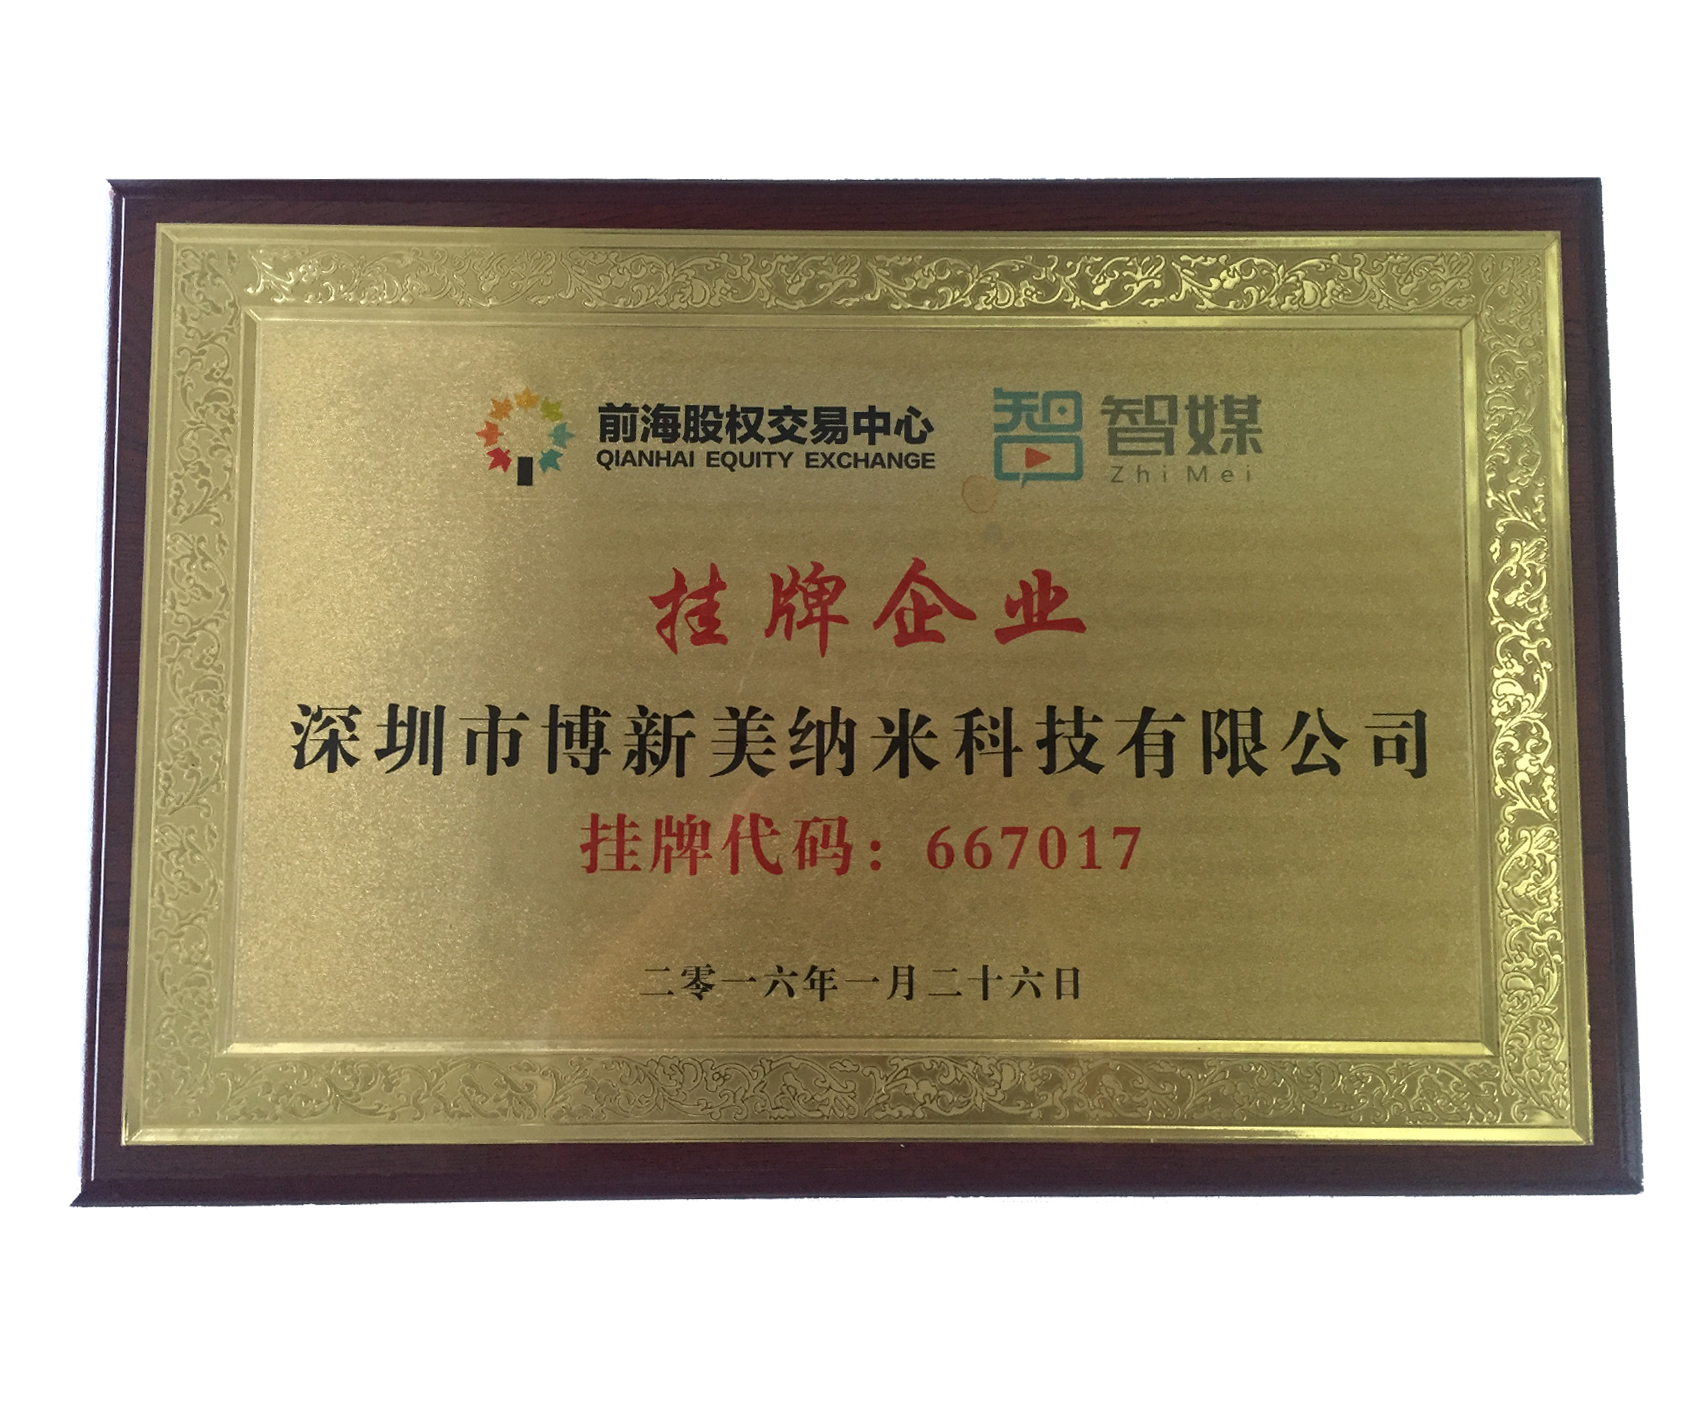 前海股权交易中心
QIANHAI EQUITY EXCHANGE
智媒
ZhiMei
挂牌企业
深圳市博新美纳米科技有限公司
挂牌代码：667017
二零一六年一月二十六日